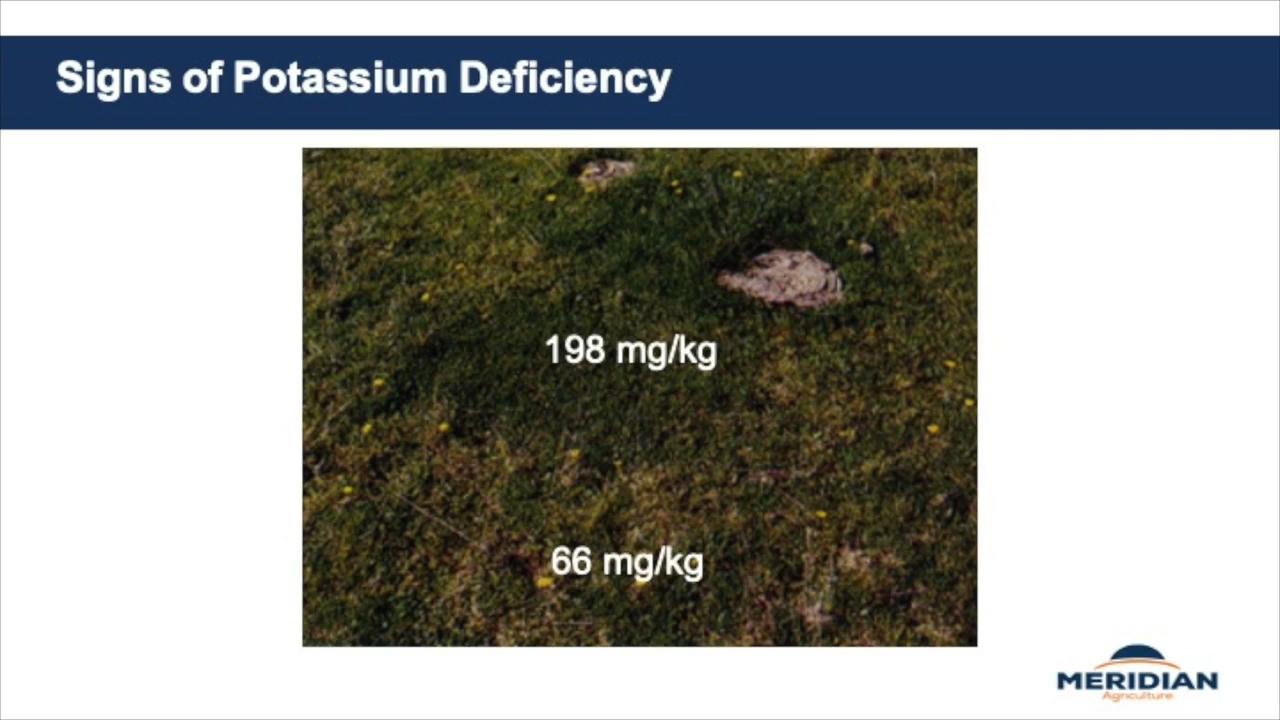 Signs of Potassium Deficiency
198 mg/kg
66 mg/kg
MERIDIAN
Agriculture